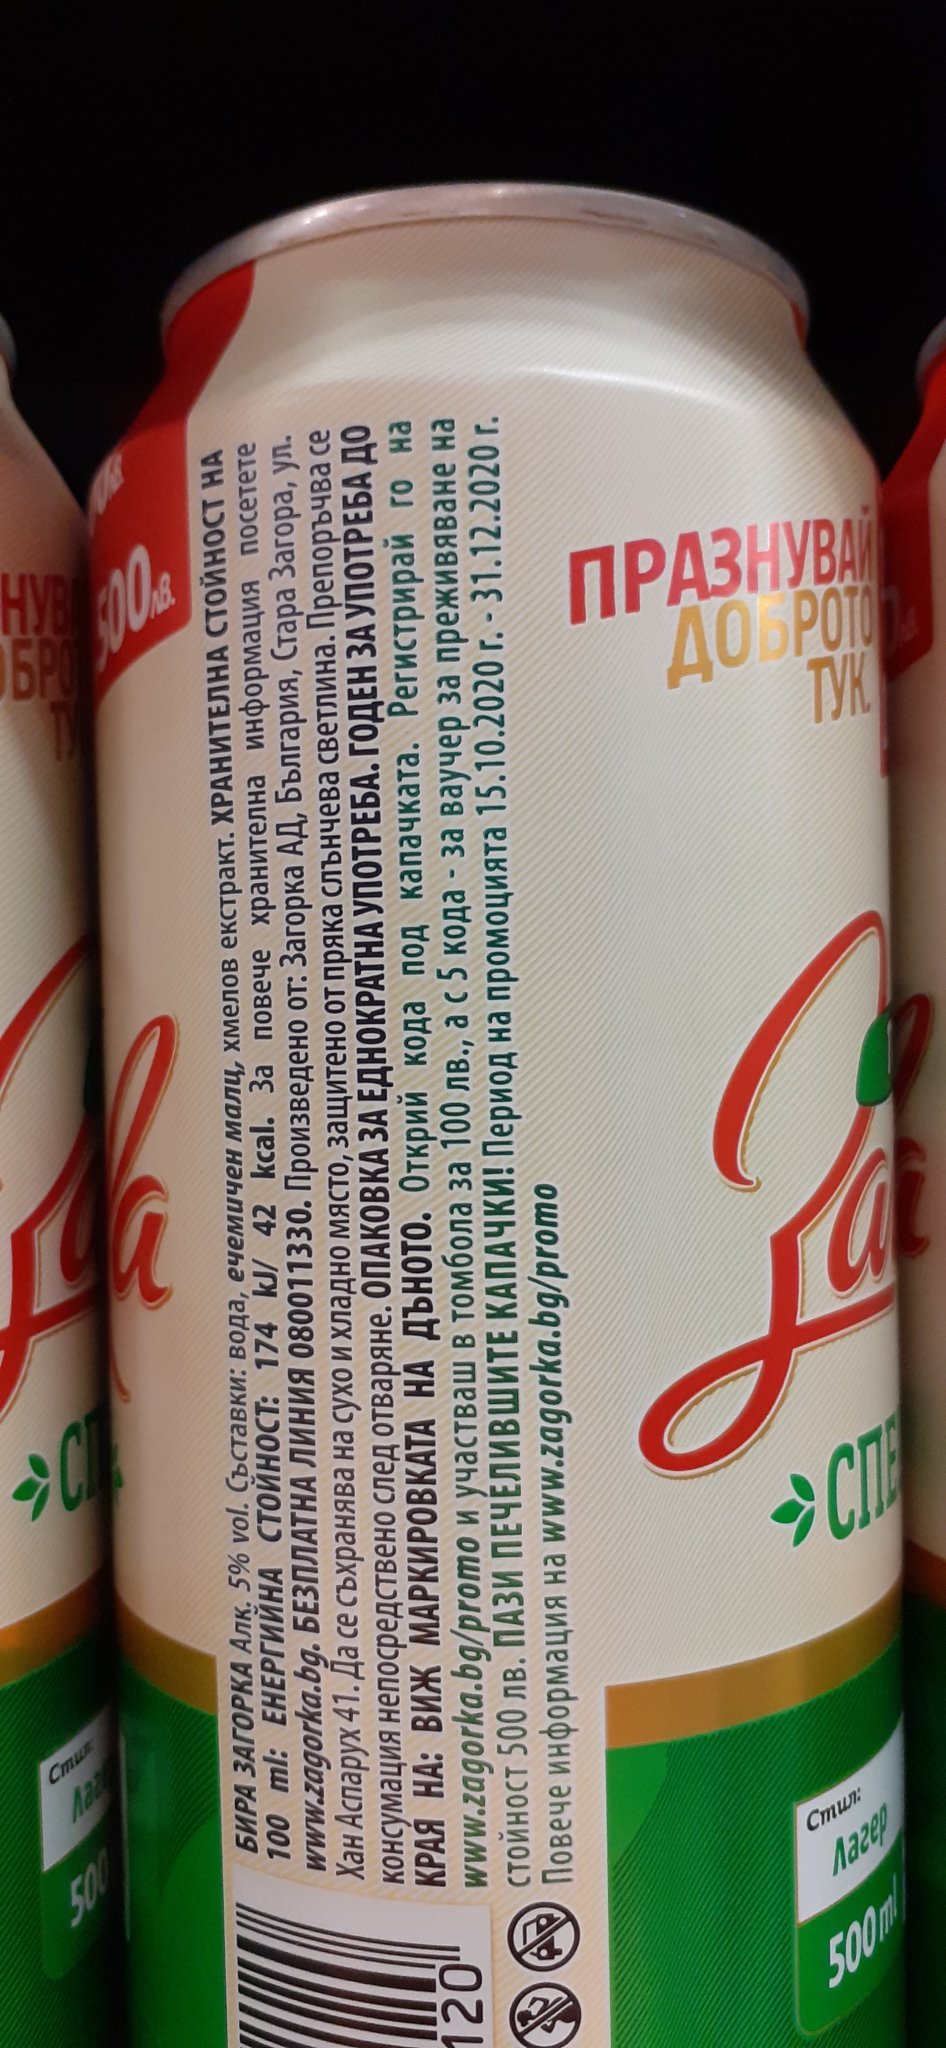 БИРА ЗАГОРКА Алк. 5% vol. Съставки: вода, ечемичен малц, хмелов екстракт. ХРАНИТЕЛНА СТОЙНОСТ НА
100 ml: ЕНЕРГИЙНА СТОЙНОСТ: 174 kJ/ 42 kcal. За повече хранителна информация посетете
www.zagorka.bg. БЕЗПЛАТНА ЛИНИЯ 080011330. Произведено от: Загорка АД, България, Стара Загора, ул.
Хан Аспарух 41. Да се съхранява на сухо и хладно място, защитено от пряка слънчева светлина. Препоръчва се
консумация непосредствено след отваряне. ОПАКОВКА ЗА ЕДНОКРАТНА УПОТРЕБА. ГОДЕН ЗА УПОТРЕБА ДО
КРАЯ НА: ВИЖ МАРКИРОВКАТА НА ДЪНОТО. Открий кода под капачката. Регистрирай го на
www.zagorka.bg/promo и участваш в томбола за 100 лв., а с 5 кода - за ваучер за преживяване на
стойност 500 лв. ПАЗИ ПЕЧЕЛИВШИТЕ КАПАЧКИ! Период на промоцията 15.10.2020 г. - 31.12.2020 г.
Повече информация на www.zagorka.bg/promo
500лв.
ПРАЗНУВАЙ
ДОБРОТО
ТУК.
За
СПЕ
Стил:
Лагер
500 ml
120